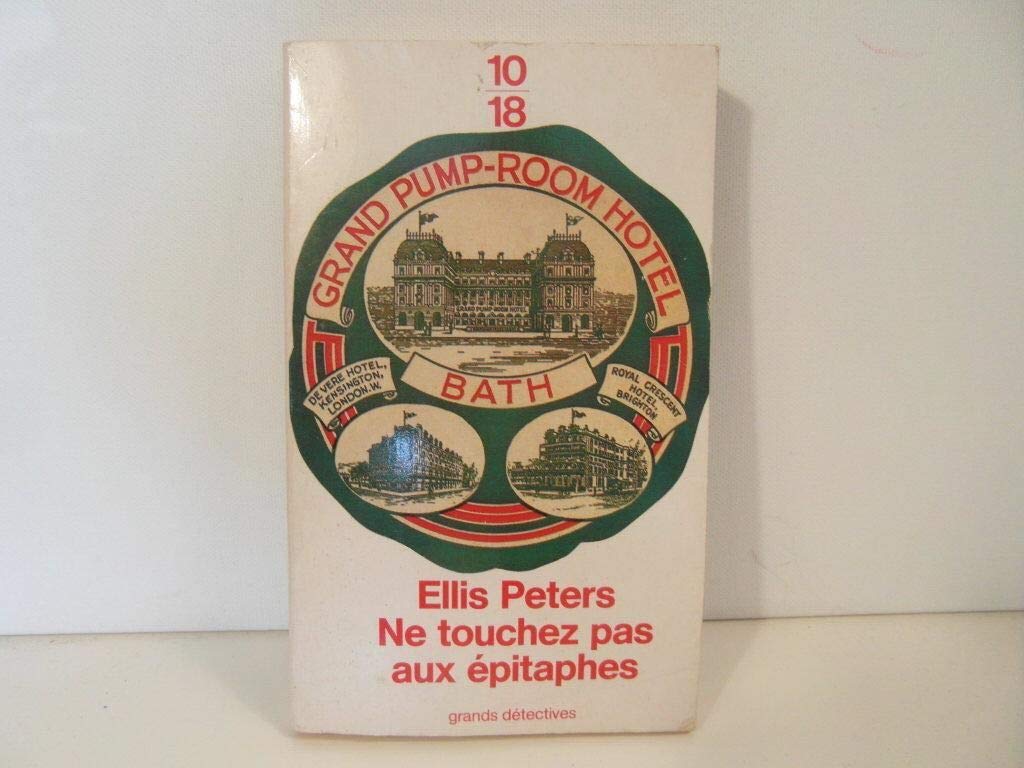 10
18
GRAND PUMP-ROOM HOTEL
GRAND PUMP-ROOM HOTEL
BATH
DE VERE HOTEL,
KENSINGTON,
LONDON.W.
ROYAL CRESCENT
HOTEL,
BRIGHTON
Ellis Peters
Ne touchez pas
aux épitaphes
grands détectives